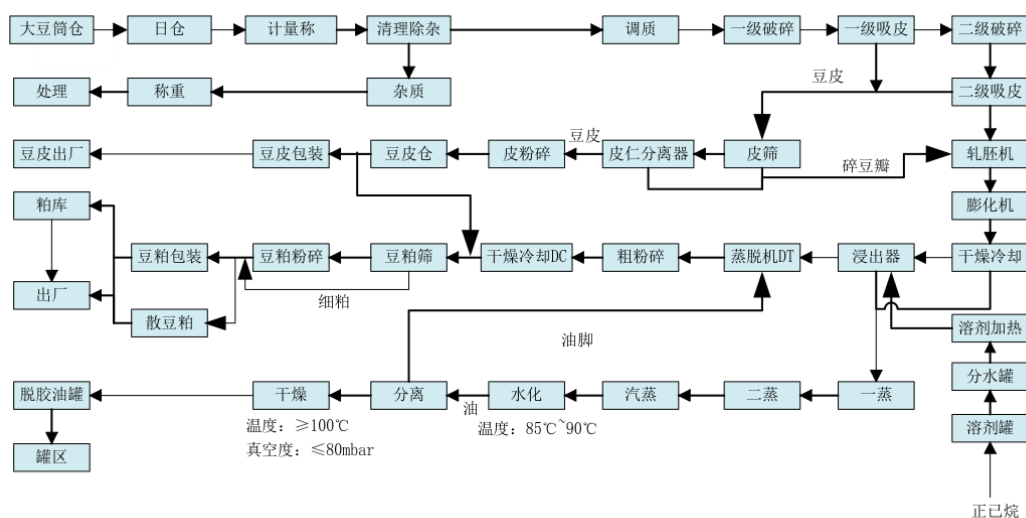 大豆筒仓
日仓
计量称
清理除杂
调质
一级破碎
一级吸皮
二级破碎
豆皮
处理
称重
杂质
二级吸皮
豆皮
豆皮出厂
豆皮包装
豆皮仓
皮粉碎
皮仁分离器
皮筛
碎豆瓣
轧胚机
粕库
膨化机
豆粕包装
豆粕粉碎
豆粕筛
干燥冷却DC
粗粉碎
蒸脱机DT
浸出器
干燥冷却
出厂
细粕
散豆粕
油脚
溶剂加热
脱胶油罐
干燥
分离
油
水化
汽蒸
二蒸
一蒸
分水罐
温度：≥100℃
真空度：≤80mbar
温度：85℃~90℃
罐区
溶剂罐
正已烷